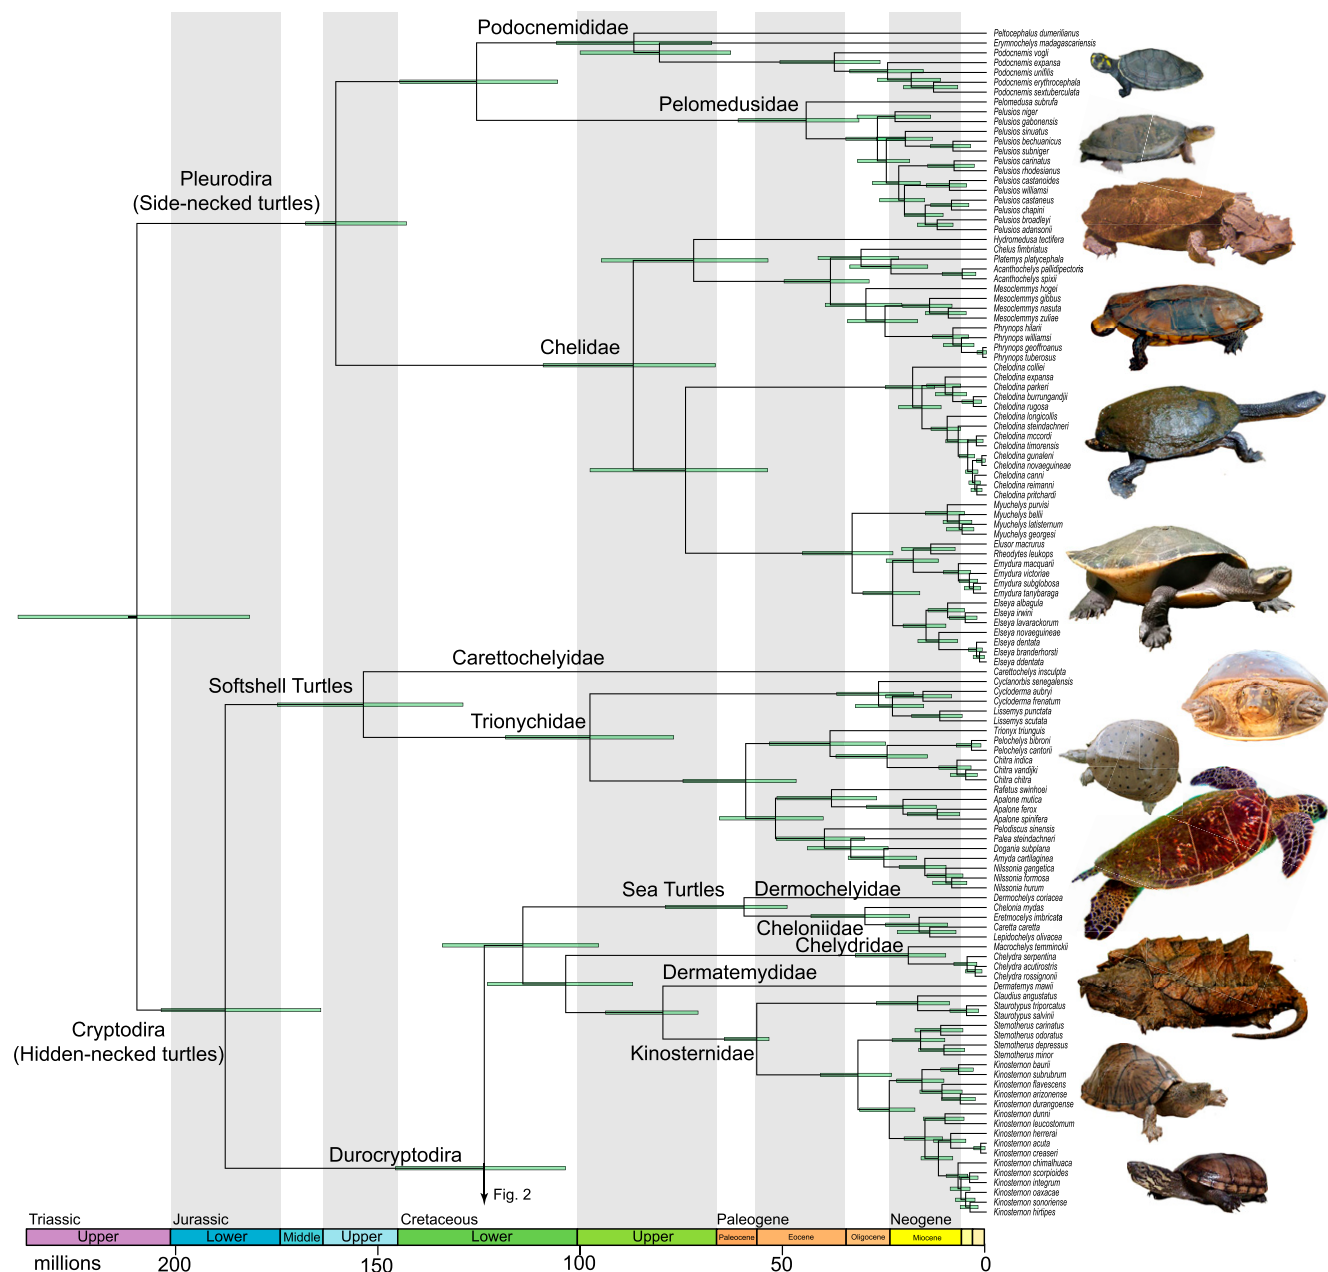 Podocnemididae
Peltocephalus dumerilianus
Erymnochelys madagascariensis
Podocnemis vogli
Podocnemis expansa
Podocnemis unifilis
Podocnemis erythrocephala
Podocnemis sextuberculata
Pelomedusidae
Pelomedusa subrufa
Pelusios niger
Pelusios gabonensis
Pelusios sinuatus
Pelusios bechuanicus
Pelusios subniger
Pelusios carinatus
Pelusios rhodesianus
Pelusios castanoides
Pelusios williamsi
Pelusios castaneus
Pelusios chapini
Pelusios broadleyi
Pelusios adansonii
Pleurodira
(Side-necked turtles)
Hydromedusa tectifera
Chelus fimbriatus
Platemys platycephala
Acanthochelys pallidipectoris
Acanthochelys spixii
Mesoclemmys hogei
Mesoclemmys gibbus
Mesoclemmys nasuta
Mesoclemmys zuliae
Phrynops hilarii
Phrynops williamsi
Phrynops geoffroanus
Phrynops tuberosus
Chelidae
Chelodina colliei
Chelodina expansa
Chelodina parkeri
Chelodina burrungandjii
Chelodina rugosa
Chelodina longicollis
Chelodina steindachneri
Chelodina mccordi
Chelodina timorensis
Chelodina gunaleni
Chelodina novaeguineae
Chelodina canni
Chelodina reimanni
Chelodina pritchardi
Myuchelys purvisi
Myuchelys bellii
Myuchelys latisternum
Myuchelys georgesi
Elusor macrurus
Rheodytes leukops
Emydura macquarii
Emydura victoriae
Emydura subglobosa
Emydura tanybaraga
Elseya albagula
Elseya irwini
Elseya lavarackorum
Elseya novaeguineae
Elseya dentata
Elseya branderhorsti
Elseya ddentata
Carettochelyidae
Carettochelys insculpta
Softshell Turtles
Trionychidae
Cyclanorbis senegalensis
Cycloderma aubryi
Cycloderma frenatum
Lissemys punctata
Lissemys scutata
Trionyx triunguis
Pelochelys bibroni
Pelochelys cantorii
Chitra indica
Chitra vandijki
Chitra chitra
Rafetus swinhoei
Apalone mutica
Apalone ferox
Apalone spinifera
Pelodiscus sinensis
Palea steindachneri
Dogania subplana
Amyda cartilaginea
Nilssonia gangetica
Nilssonia formosa
Nilssonia hurum
Sea Turtles
Dermochelyidae
Dermochelys coriacea
Chelonia mydas
Eretmocelys imbricata
Cheloniidae
Caretta caretta
Lepidochelys olivacea
Chelydridae
Macrochelys temminckii
Chelydra serpentina
Chelydra acutirostris
Chelydra rossignonii
Dermatemydidae
Dermatemys mawii
Claudius angustatus
Staurotypus triporcatus
Staurotypus salvinii
Cryptodira
(Hidden-necked turtles)
Kinosternidae
Sternotherus carinatus
Sternotherus odoratus
Sternotherus depressus
Sternotherus minor
Kinosternon baurii
Kinosternon subrubrum
Kinosternon flavescens
Kinosternon arizonense
Kinosternon durangoense
Kinosternon dunni
Kinosternon leucostomum
Kinosternon herrerai
Kinosternon acuta
Kinosternon creaseri
Kinosternon chimalhuaca
Kinosternon scorpioides
Kinosternon integrum
Kinosternon oaxacae
Kinosternon sonoriense
Kinosternon hirtipes
Durocryptodira
Fig. 2
Triassic Jurassic Cretaceous Paleogene Neogene
Upper Lower Middle Upper Lower Upper Paleocene Eocene Oligocene Miocene
millions 200 150 100 50 0